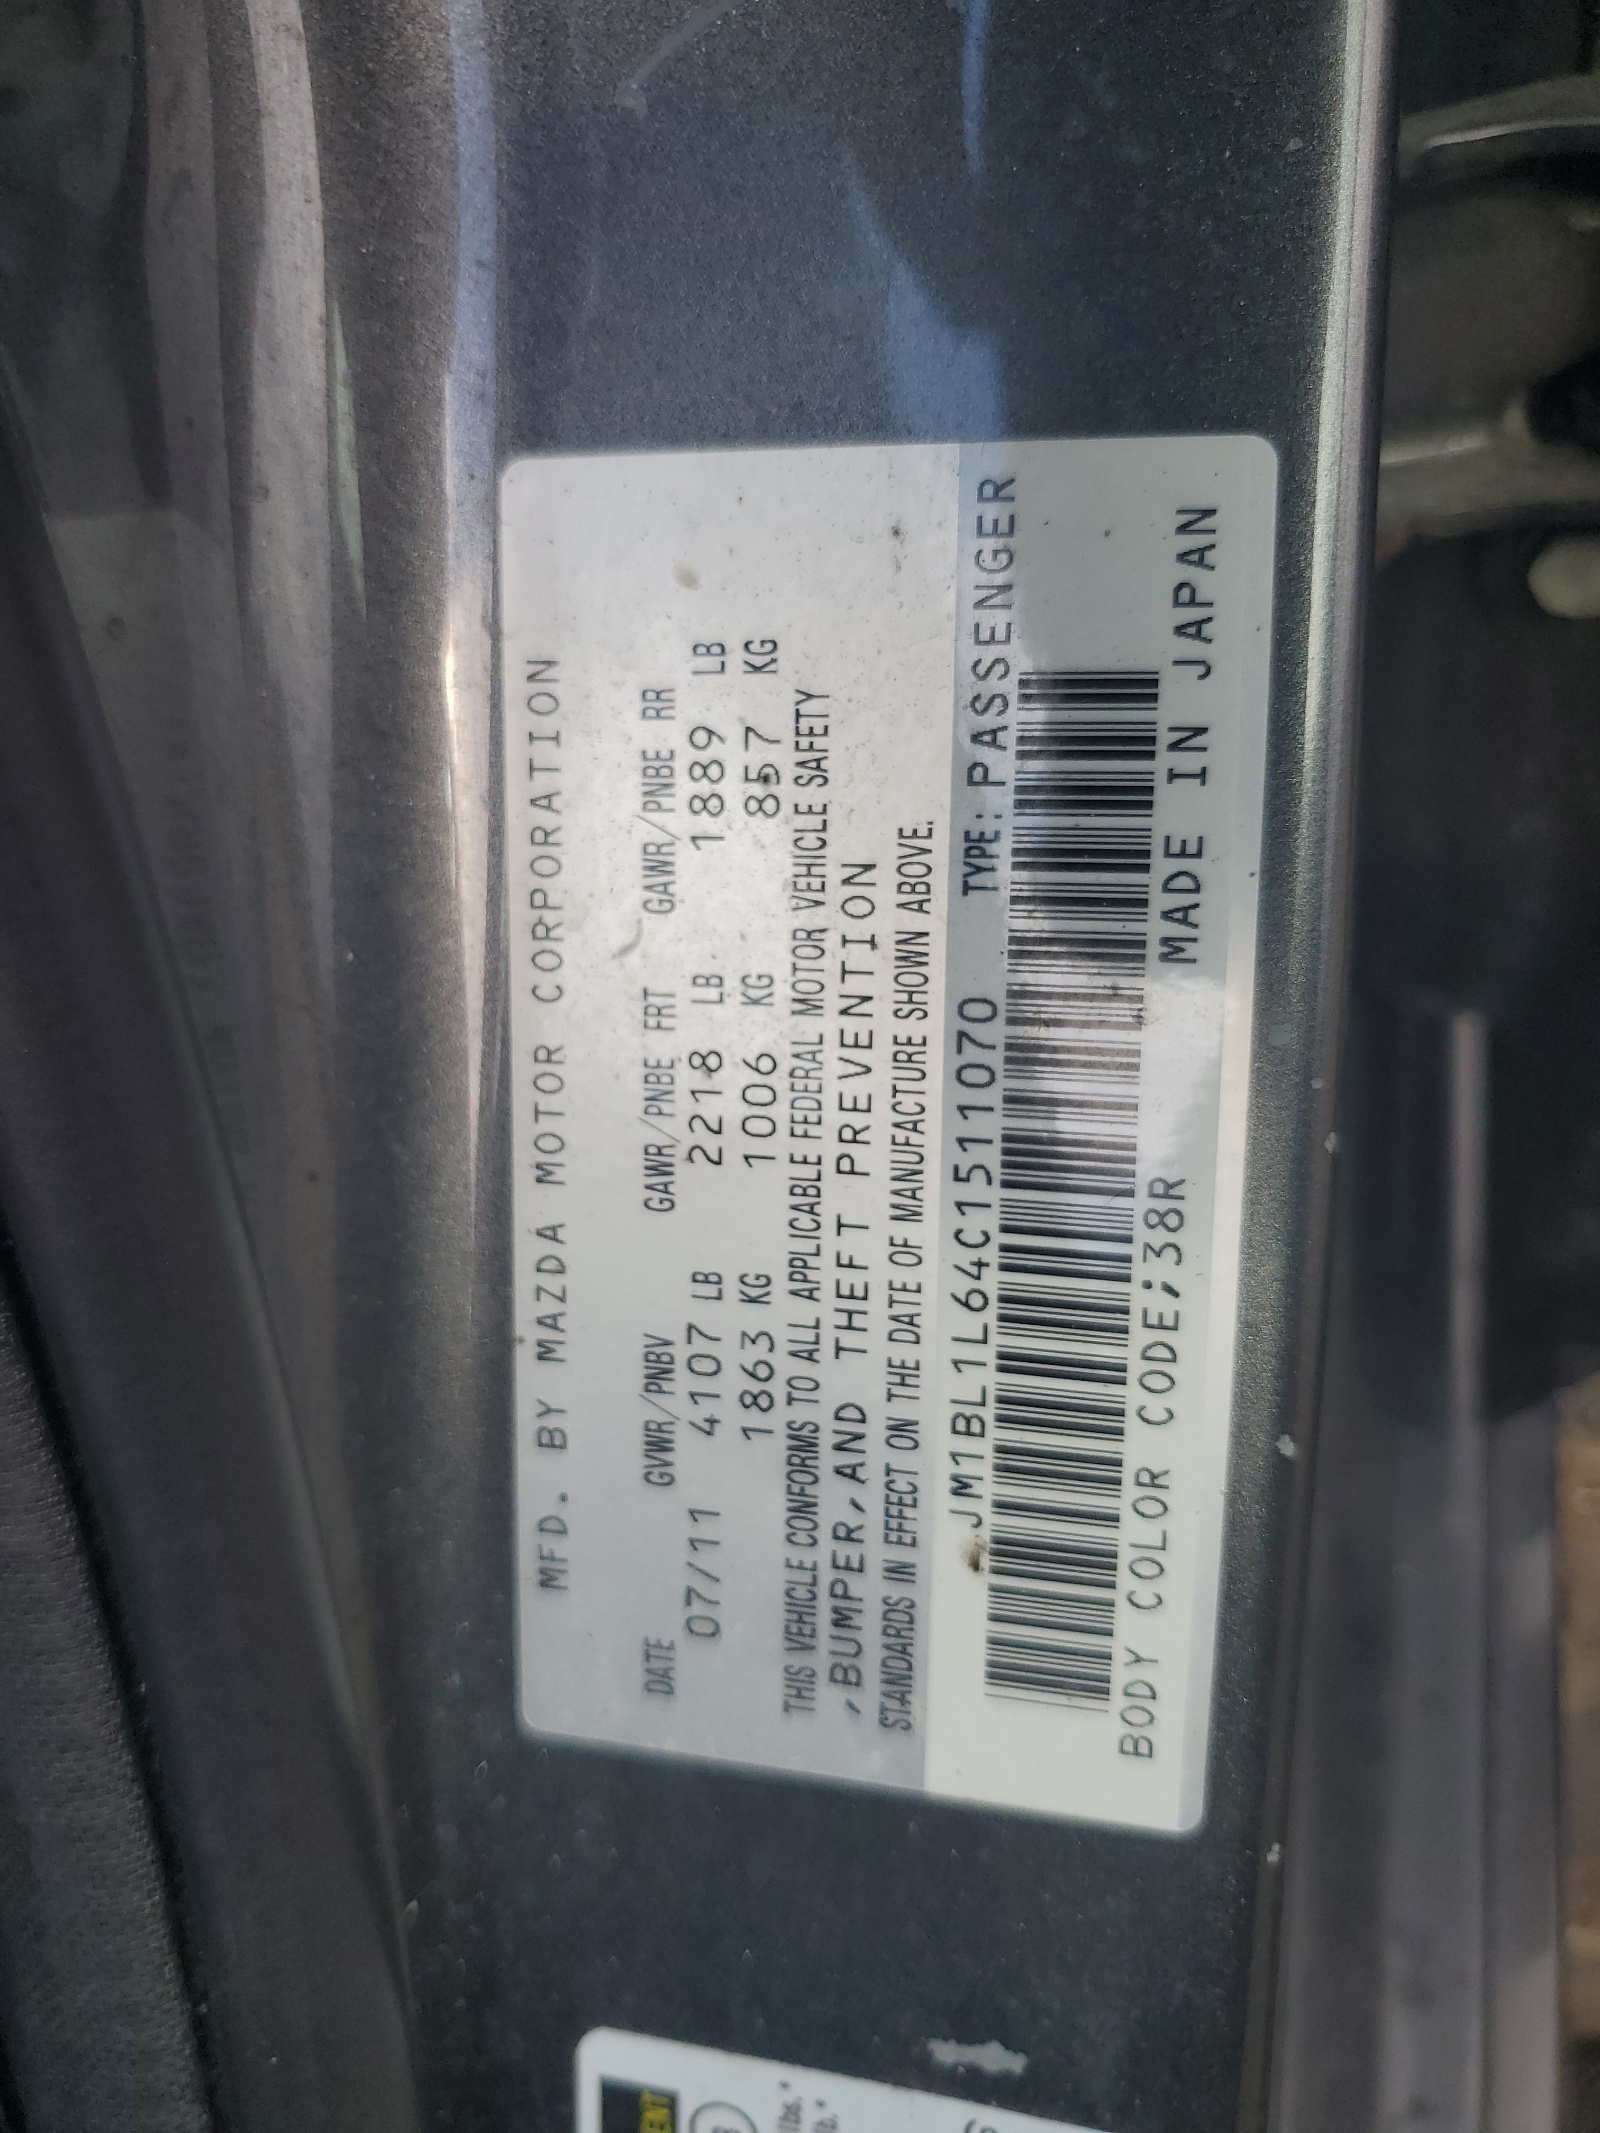 MFD. BY MAZDA MOTOR CORPORATION
DATE GVWR/PNBV GAWR/PNBE FRT GAWR/PNBE RR
07/11 4107 LB 2218 LB 1889 LB
1863 KG 1006 KG 857 KG
THIS VEHICLE CONFORMS TO ALL APPLICABLE FEDERAL MOTOR VEHICLE SAFETY
,BUMPER,AND THEFT PREVENTION
STANDARDS IN EFFECT ON THE DATE OF MANUFACTURE SHOWN ABOVE.
JM1BL1L64C1511070 TYPE: PASSENGER
BODY COLOR CODE;38R MADE IN JAPAN